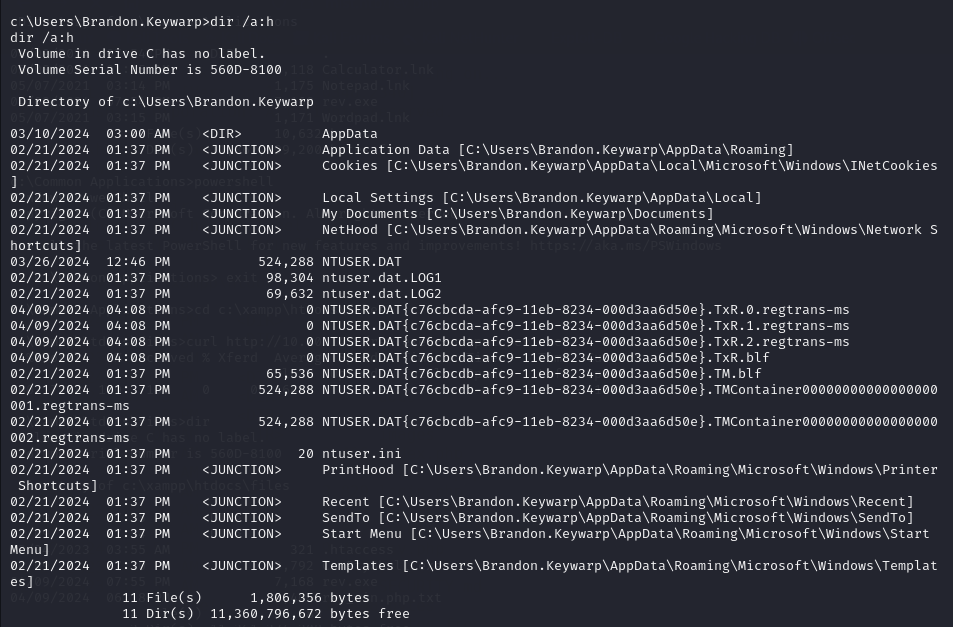 c:\Users\Brandon.Keywarp>dir /a:h
dir /a:h
 Volume in drive C has no label.
 Volume Serial Number is 560D-8100

 Directory of c:\Users\Brandon.Keywarp

03/10/2024  03:00 AM    <DIR>          AppData
02/21/2024  01:37 PM    <JUNCTION>     Application Data [C:\Users\Brandon.Keywarp\AppData\Roaming]
02/21/2024  01:37 PM    <JUNCTION>     Cookies [C:\Users\Brandon.Keywarp\AppData\Local\Microsoft\Windows\INetCookies
]
02/21/2024  01:37 PM    <JUNCTION>     Local Settings [C:\Users\Brandon.Keywarp\AppData\Local]
02/21/2024  01:37 PM    <JUNCTION>     My Documents [C:\Users\Brandon.Keywarp\Documents]
02/21/2024  01:37 PM    <JUNCTION>     NetHood [C:\Users\Brandon.Keywarp\AppData\Roaming\Microsoft\Windows\Network S
hortcuts]
03/26/2024  12:46 PM           524,288 NTUSER.DAT
02/21/2024  01:37 PM            98,304 ntuser.dat.LOG1
02/21/2024  01:37 PM            69,632 ntuser.dat.LOG2
04/09/2024  04:08 PM                 0 NTUSER.DAT{c76cbcda-afc9-11eb-8234-000d3aa6d50e}.TxR.0.regtrans-ms
04/09/2024  04:08 PM                 0 NTUSER.DAT{c76cbcdb-afc9-11eb-8234-000d3aa6d50e}.TxR.1.regtrans-ms
04/09/2024  04:08 PM                 0 NTUSER.DAT{c76cbcda-afc9-11eb-8234-000d3aa6d50e}.TxR.2.regtrans-ms
04/09/2024  04:08 PM                 0 NTUSER.DAT{c76cbcda-afc9-11eb-8234-000d3aa6d50e}.TxR.blf
02/21/2024  01:37 PM            65,536 NTUSER.DAT{c76cbcdb-afc9-11eb-8234-000d3aa6d50e}.TM.blf
02/21/2024  01:37 PM           524,288 NTUSER.DAT{c76cbcdb-afc9-11eb-8234-000d3aa6d50e}.TMContainer00000000000000000
001.regtrans-ms
02/21/2024  01:37 PM           524,288 NTUSER.DAT{c76cbcdb-afc9-11eb-8234-000d3aa6d50e}.TMContainer00000000000000000
002.regtrans-ms
02/21/2024  01:37 PM                20 ntuser.ini
02/21/2024  01:37 PM    <JUNCTION>     PrintHood [C:\Users\Brandon.Keywarp\AppData\Roaming\Microsoft\Windows\Printer
 Shortcuts]
02/21/2024  01:37 PM    <JUNCTION>     Recent [C:\Users\Brandon.Keywarp\AppData\Roaming\Microsoft\Windows\Recent]
02/21/2024  01:37 PM    <JUNCTION>     SendTo [C:\Users\Brandon.Keywarp\AppData\Roaming\Microsoft\Windows\SendTo]
02/21/2024  01:37 PM    <JUNCTION>     Start Menu [C:\Users\Brandon.Keywarp\AppData\Roaming\Microsoft\Windows\Start 
Menu]
02/21/2024  01:37 PM    <JUNCTION>     Templates [C:\Users\Brandon.Keywarp\AppData\Roaming\Microsoft\Windows\Templat
es]
              11 File(s)      1,806,356 bytes
              11 Dir(s)  11,360,796,672 bytes free